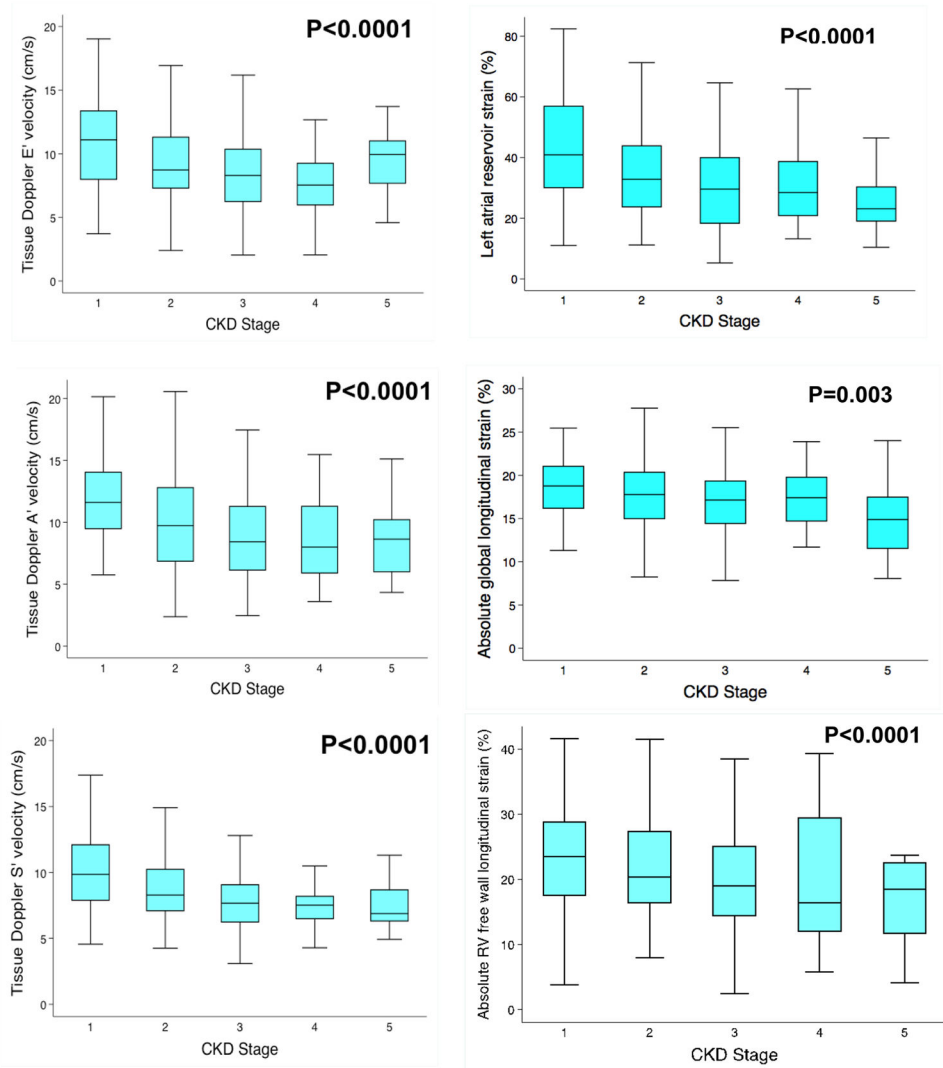 P<0.0001
Tissue Doppler E' velocity (cm/s)
20
15
10
5
0
1 2 3 4 5
CKD Stage
P<0.0001
Left atrial reservoir strain (%)
80
60
40
20
0
1 2 3 4 5
CKD Stage
P<0.0001
Tissue Doppler A' velocity (cm/s)
20
15
10
5
0
1 2 3 4 5
CKD Stage
P=0.003
Absolute global longitudinal strain (%)
30
25
20
15
10
5
0
1 2 3 4 5
CKD Stage
P<0.0001
Tissue Doppler S' velocity (cm/s)
20
15
10
5
0
1 2 3 4 5
CKD Stage
P<0.0001
Absolute RV free wall longitudinal strain (%)
40
30
20
10
0
1 2 3 4 5
CKD Stage